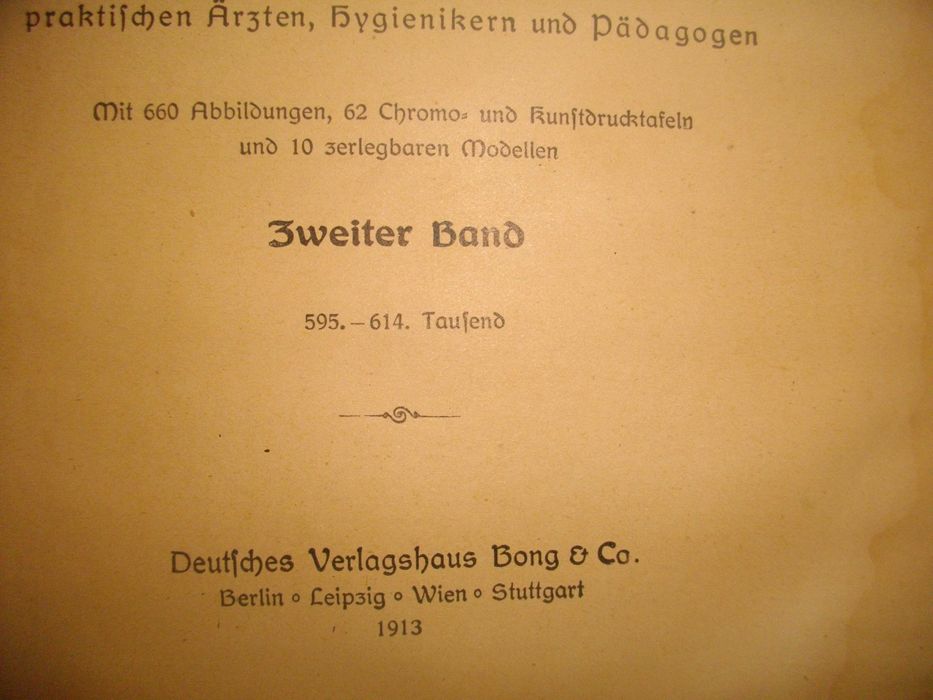 praktiſchen Ärzten, Hygienikern und Pädagogen
Mit 660 Abbildungen, 62 Chromo- und Kunſtdrucktafeln
und 10 zerlegbaren Modellen
Zweiter Band
595.–614. Tauſend
Deutſches Verlagshaus Bong & Co.
Berlin ∘ Leipzig ∘ Wien ∘ Stuttgart
1913